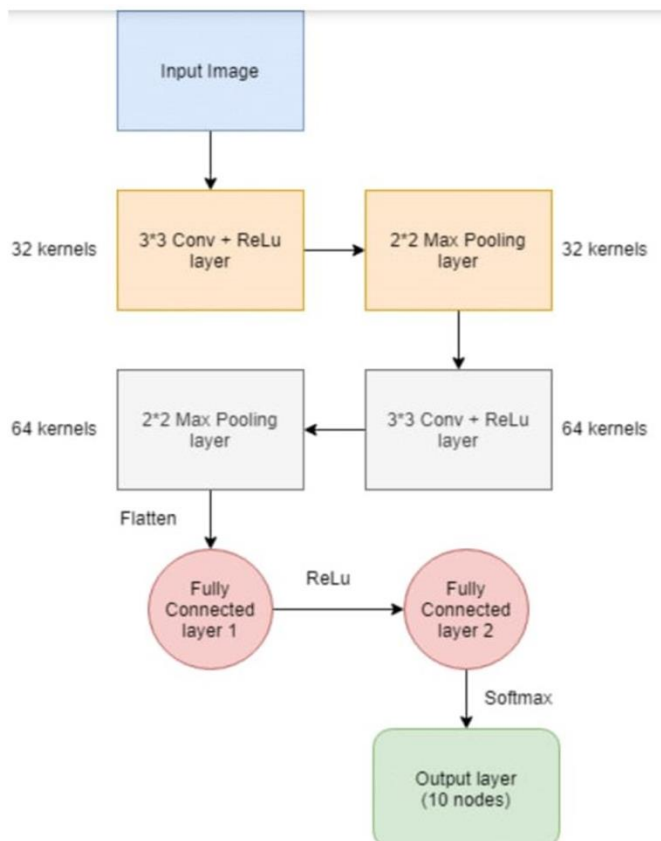 Input Image
32 kernels
3*3 Conv + ReLu
layer
2*2 Max Pooling
layer
32 kernels
64 kernels
2*2 Max Pooling
layer
3*3 Conv + ReLu
layer
64 kernels
Flatten
Fully
Connected
layer 1
ReLu
Fully
Connected
layer 2
Softmax
Output layer
(10 nodes)